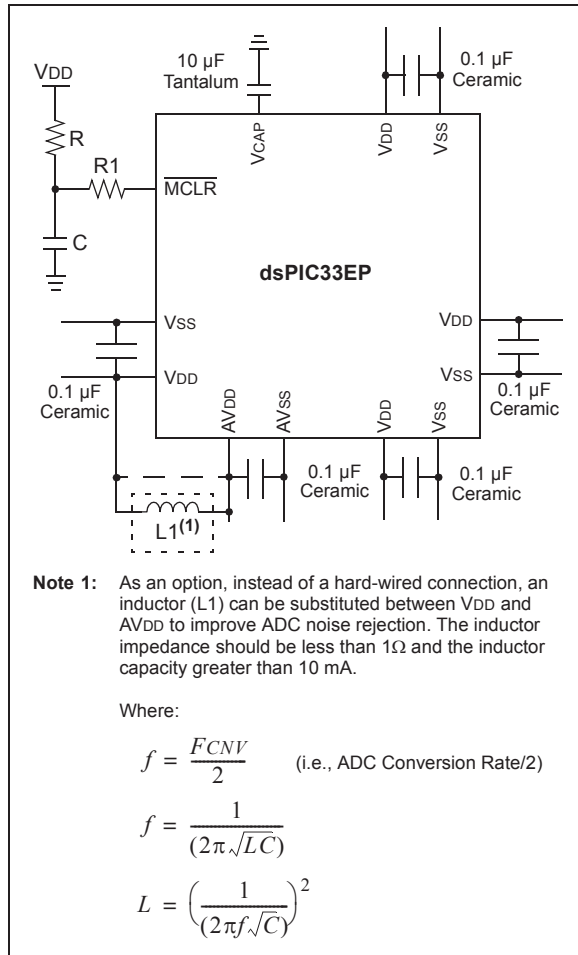 10 µF
Tantalum
0.1 µF
Ceramic
VDD
R
R1
C
VCAP
VDD
VSS
MCLR
dsPIC33EP
VSS
VDD
VDD
VSS
0.1 µF
Ceramic
0.1 µF
Ceramic
AVDD
AVSS
VDD
VSS
0.1 µF
Ceramic
0.1 µF
Ceramic
L1(1)
Note 1: As an option, instead of a hard-wired connection, an
inductor (L1) can be substituted between VDD and
AVDD to improve ADC noise rejection. The inductor
impedance should be less than 1Ω and the inductor
capacity greater than 10 mA.
Where:
f = FCNV / 2 (i.e., ADC Conversion Rate/2)
f = 1 / (2π√LC)
L = (1 / (2πf√C))²